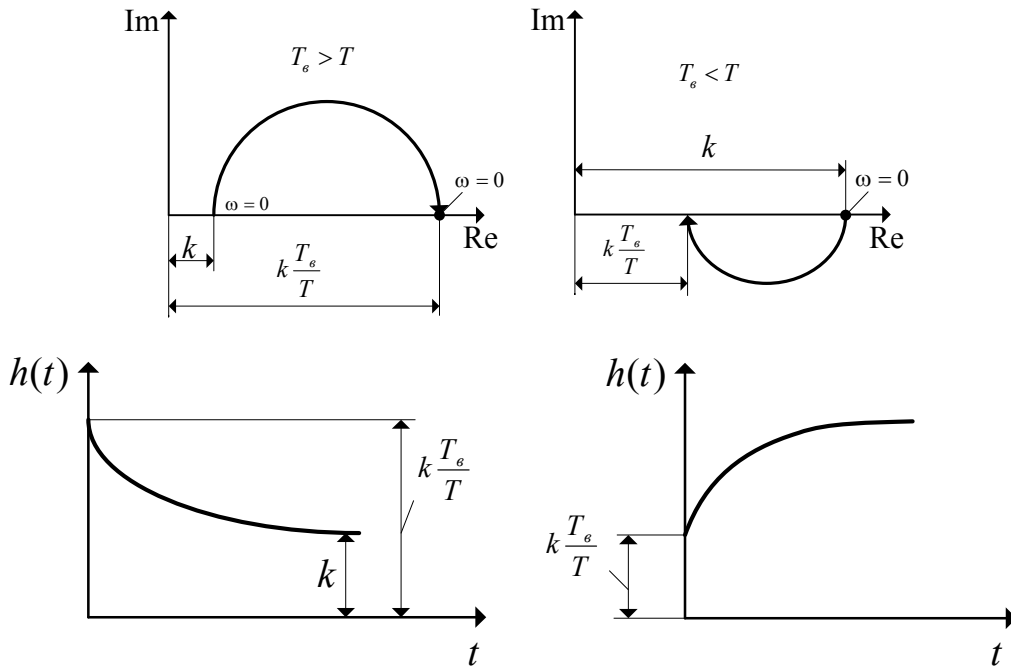 Im
T_в > T
ω = 0
ω = 0
Re
k
k T_в/T
Im
T_в < T
k
ω = 0
Re
k T_в/T
h(t)
k T_в/T
k
t
h(t)
k T_в/T
t